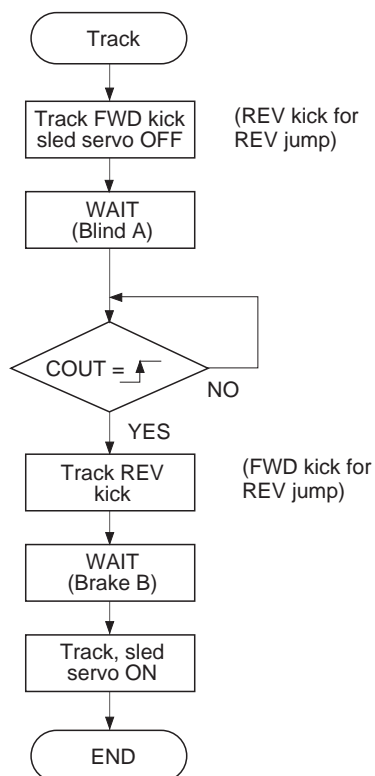 Track
Track FWD kick
sled servo OFF
(REV kick for
REV jump)
WAIT
(Blind A)
COUT =
NO
YES
Track REV
kick
(FWD kick for
REV jump)
WAIT
(Brake B)
Track, sled
servo ON
END